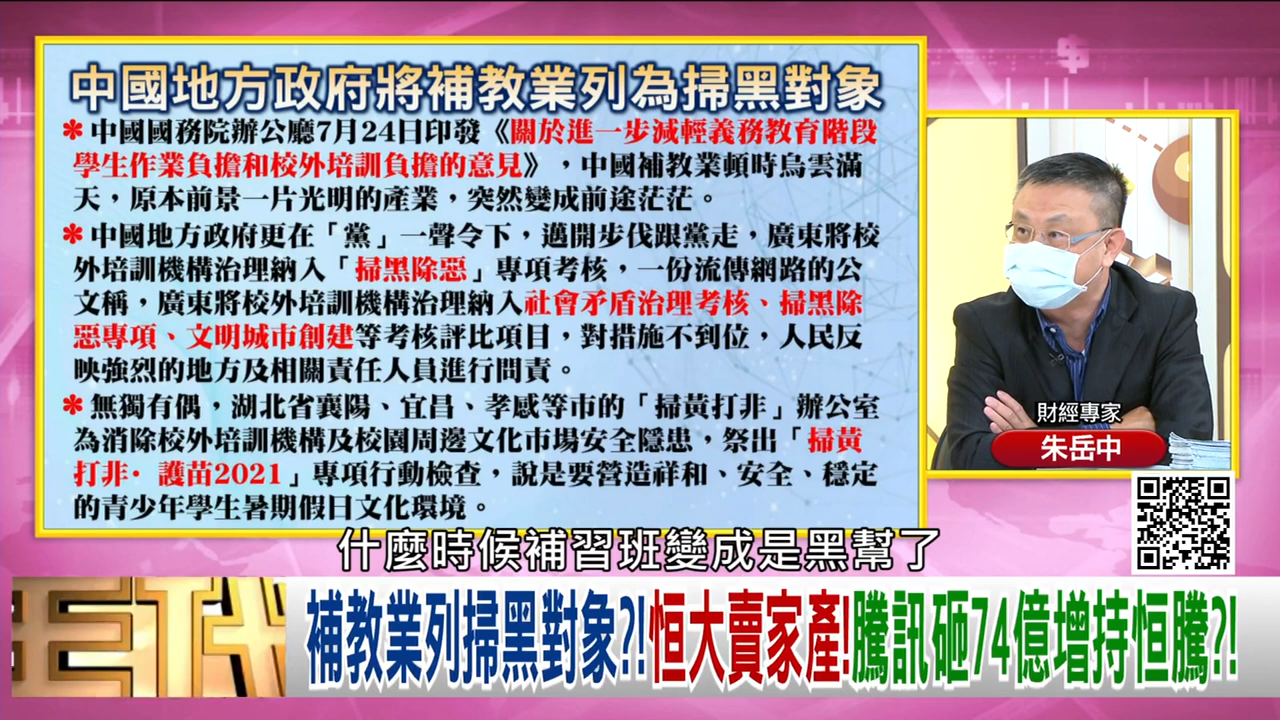 中國地方政府將補教業列為掃黑對象
* 中國國務院辦公廳7月24日印發《關於進一步減輕義務教育階段
學生作業負擔和校外培訓負擔的意見》，中國補教業頓時烏雲滿
天，原本前景一片光明的產業，突然變成前途茫茫。
* 中國地方政府更在「黨」一聲令下，邁開步伐跟黨走，廣東將校
外培訓機構治理納入「掃黑除惡」專項考核，一份流傳網路的公
文稱，廣東將校外培訓機構治理納入社會矛盾治理考核、掃黑除
惡專項、文明城市創建等考核評比項目，對措施不到位，人民反
映強烈的地方及相關責任人員進行問責。
* 無獨有偶，湖北省襄陽、宜昌、孝感等市的「掃黃打非」辦公室
為消除校外培訓機構及校園周邊文化市場安全隱患，祭出「掃黃
打非·護苗2021」專項行動檢查，說是要營造祥和、安全、穩定
的青少年學生暑期假日文化環境。
財經專家
朱岳中
什麼時候補習班變成是黑幫了
補教業列掃黑對象?!恒大賣家產!騰訊砸74億增持恒騰?!